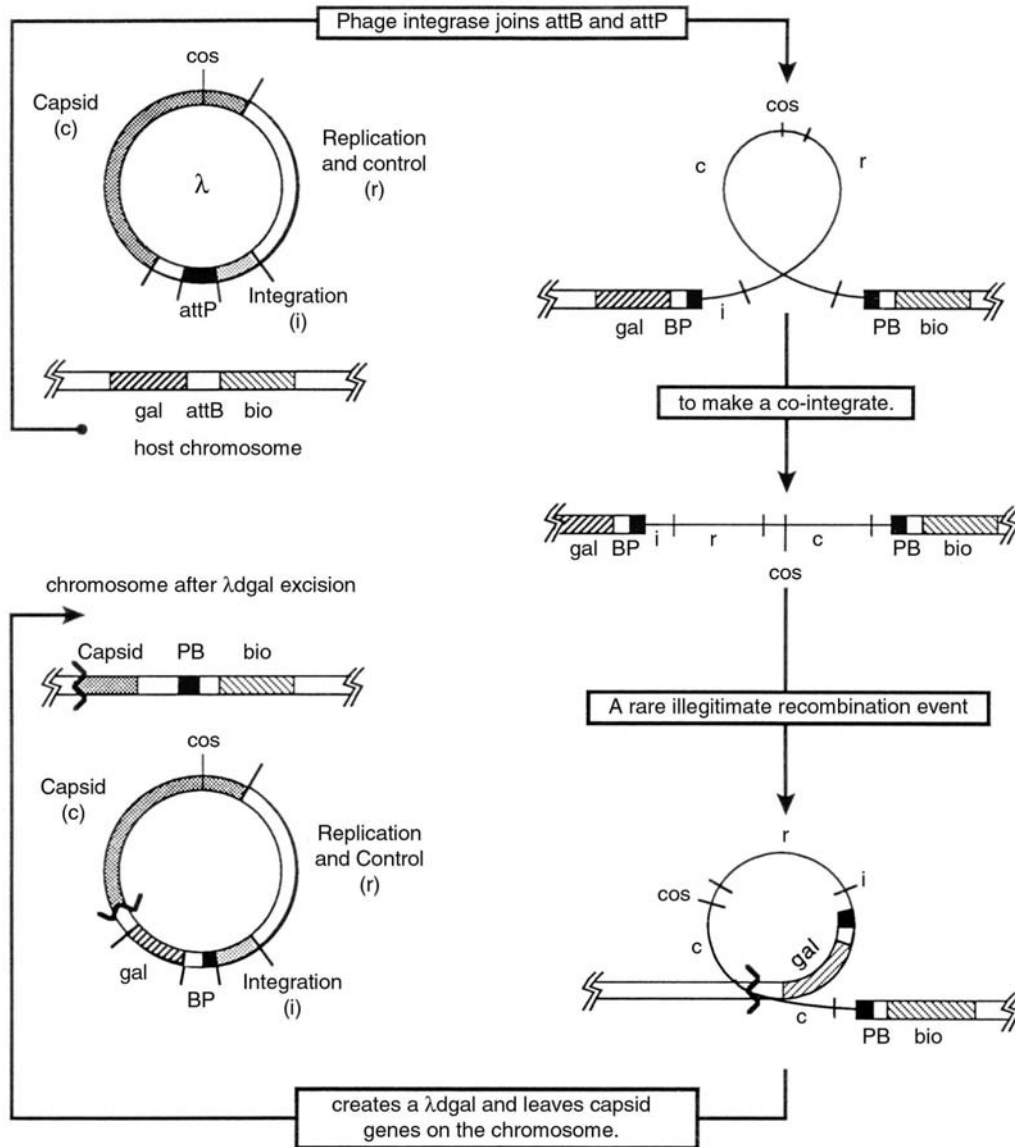 Phage integrase joins attB and attP
cos
Capsid
(c)
Replication
and control
(r)
λ
attP
Integration
(i)
gal attB bio
host chromosome
cos
c
r
gal BP i PB bio
to make a co-integrate.
gal BP i r c PB bio
cos
A rare illegitimate recombination event
r
cos
i
c
gal
c
PB bio
creates a λdgal and leaves capsid
genes on the chromosome.
chromosome after λdgal excision
Capsid PB bio
cos
Capsid
(c)
Replication
and Control
(r)
gal
BP
Integration
(i)